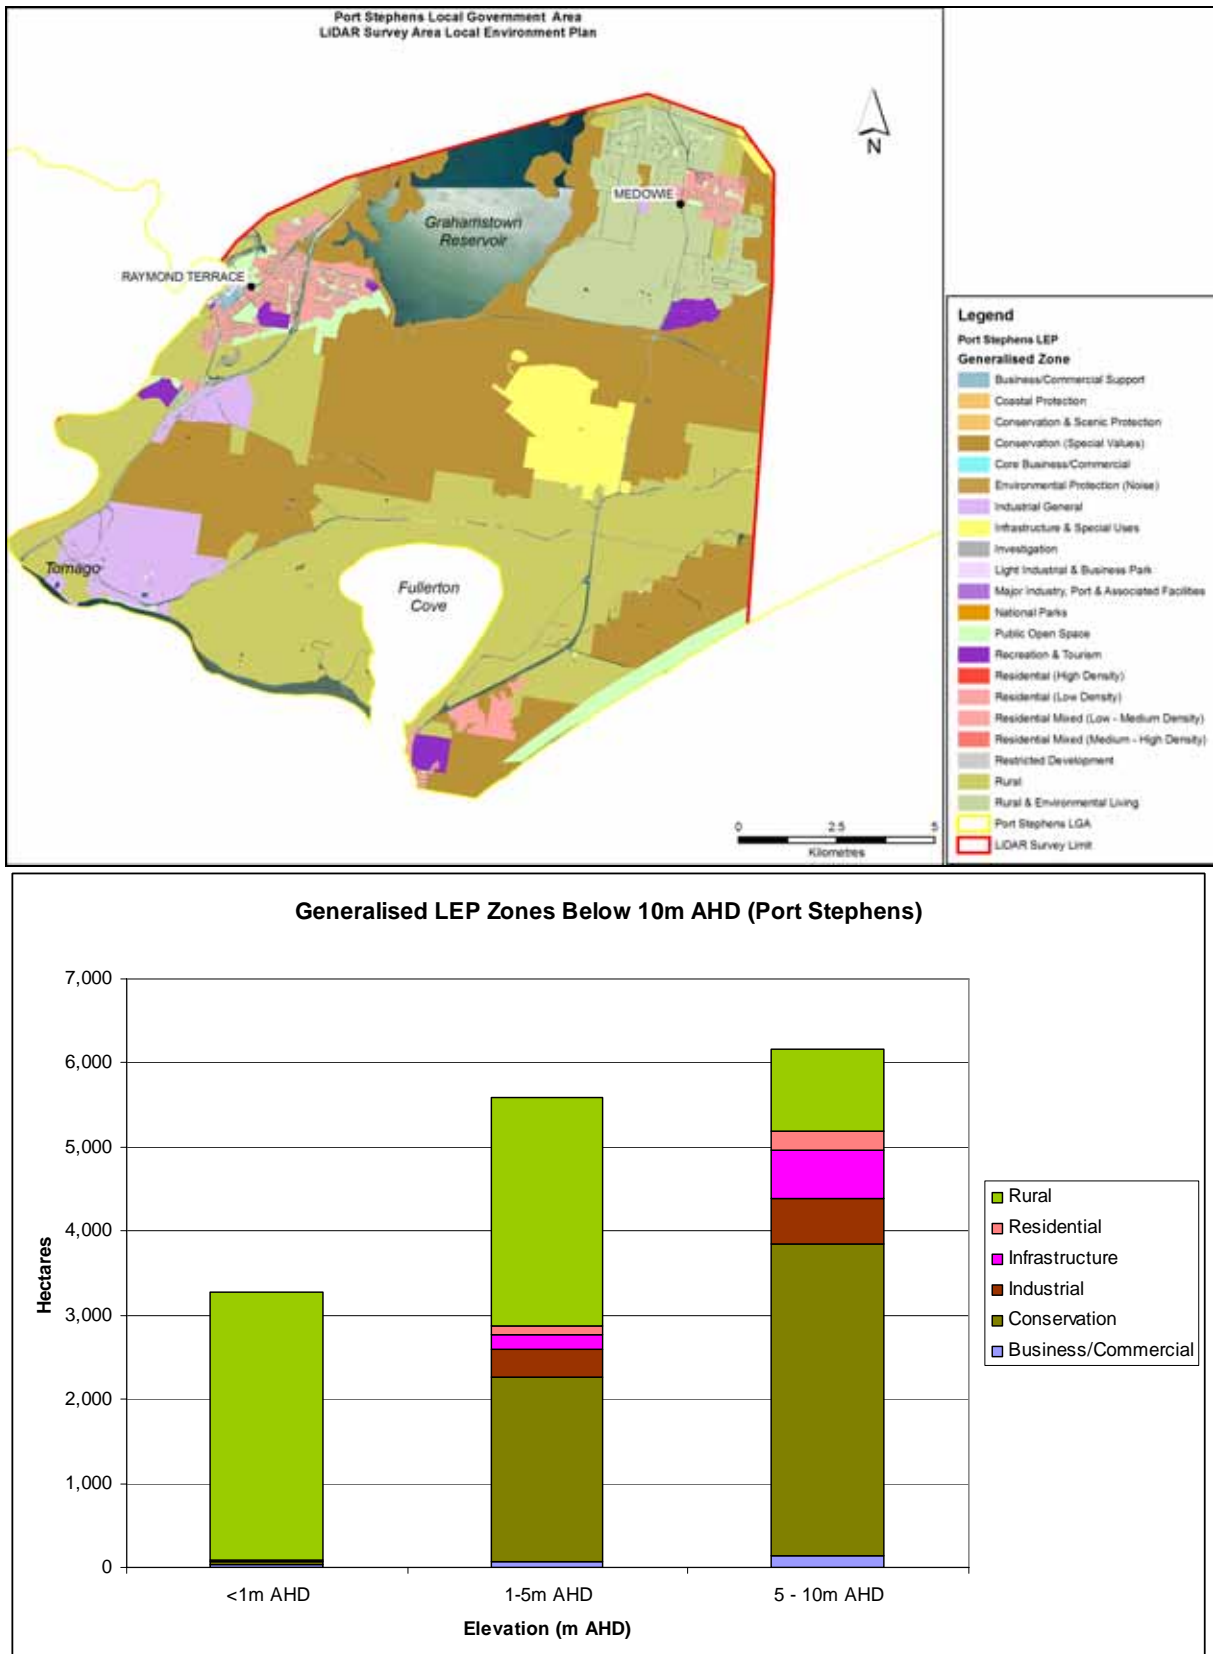 Port Stephens Local Government Area
LiDAR Survey Area Local Environment Plan
N
MEDOWIE
Grahamstown
Reservoir
RAYMOND TERRACE
Tomago
Fullerton
Cove
0 2.5 5
Kilometres
Legend
Port Stephens LEP
Generalised Zone
Business/Commercial Support
Coastal Protection
Conservation & Scenic Protection
Conservation (Special Values)
Core Business/Commercial
Environmental Protection (Noise)
Industrial General
Infrastructure & Special Uses
Investigation
Light Industrial & Business Park
Major Industry, Port & Associated Facilities
National Parks
Public Open Space
Recreation & Tourism
Residential (High Density)
Residential (Low Density)
Residential Mixed (Low - Medium Density)
Residential Mixed (Medium - High Density)
Restricted Development
Rural
Rural & Environmental Living
Port Stephens LGA
LiDAR Survey Limit
Generalised LEP Zones Below 10m AHD (Port Stephens)
Hectares
7,000
6,000
5,000
4,000
3,000
2,000
1,000
0
<1m AHD
1-5m AHD
5 - 10m AHD
Elevation (m AHD)
Rural
Residential
Infrastructure
Industrial
Conservation
Business/Commercial